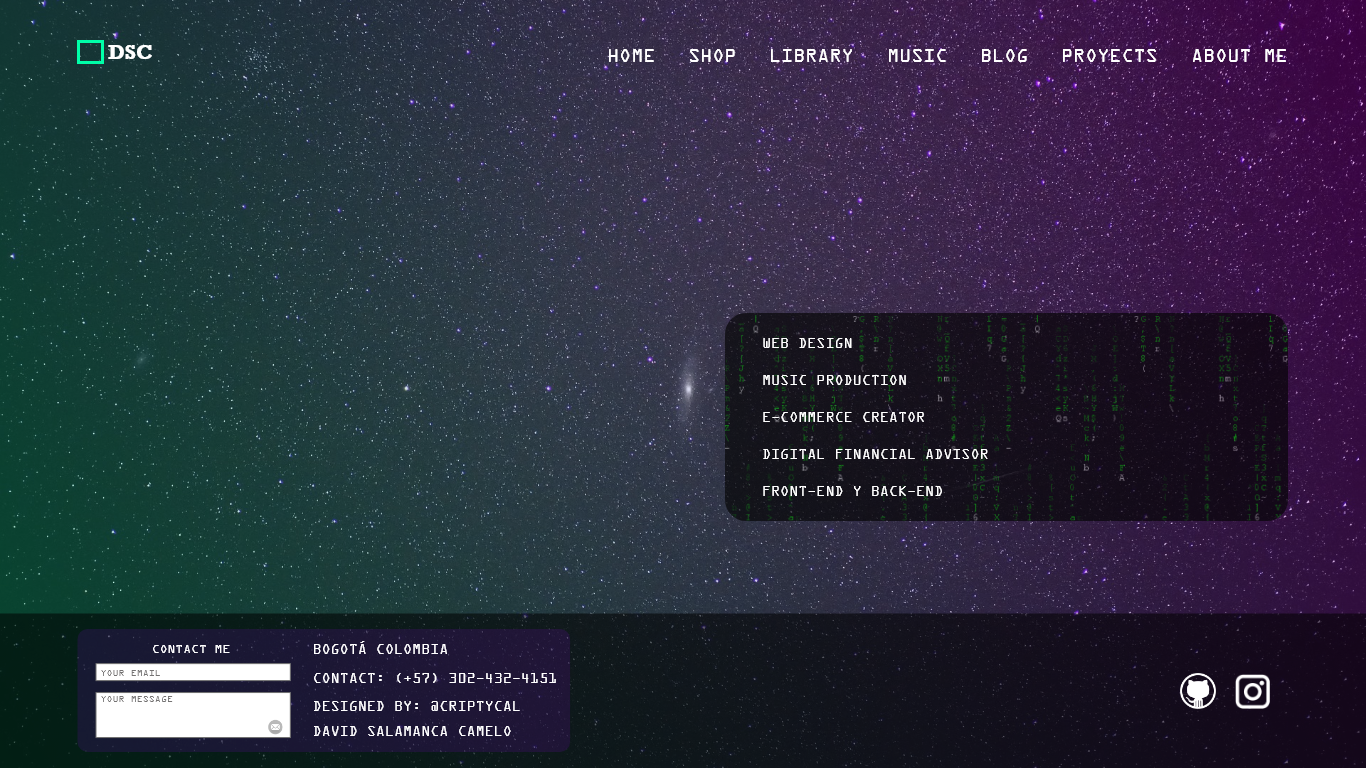 DSC
HOME SHOP LIBRARY MUSIC BLOG PROYECTS ABOUT ME
WEB DESIGN
MUSIC PRODUCTION
E-COMMERCE CREATOR
DIGITAL FINANCIAL ADVISOR
FRONT-END Y BACK-END
CONTACT ME
YOUR EMAIL
YOUR MESSAGE
BOGOTÁ COLOMBIA
CONTACT: (+57) 302-432-4151
DESIGNED BY: @CRIPTYCAL
DAVID SALAMANCA CAMELO